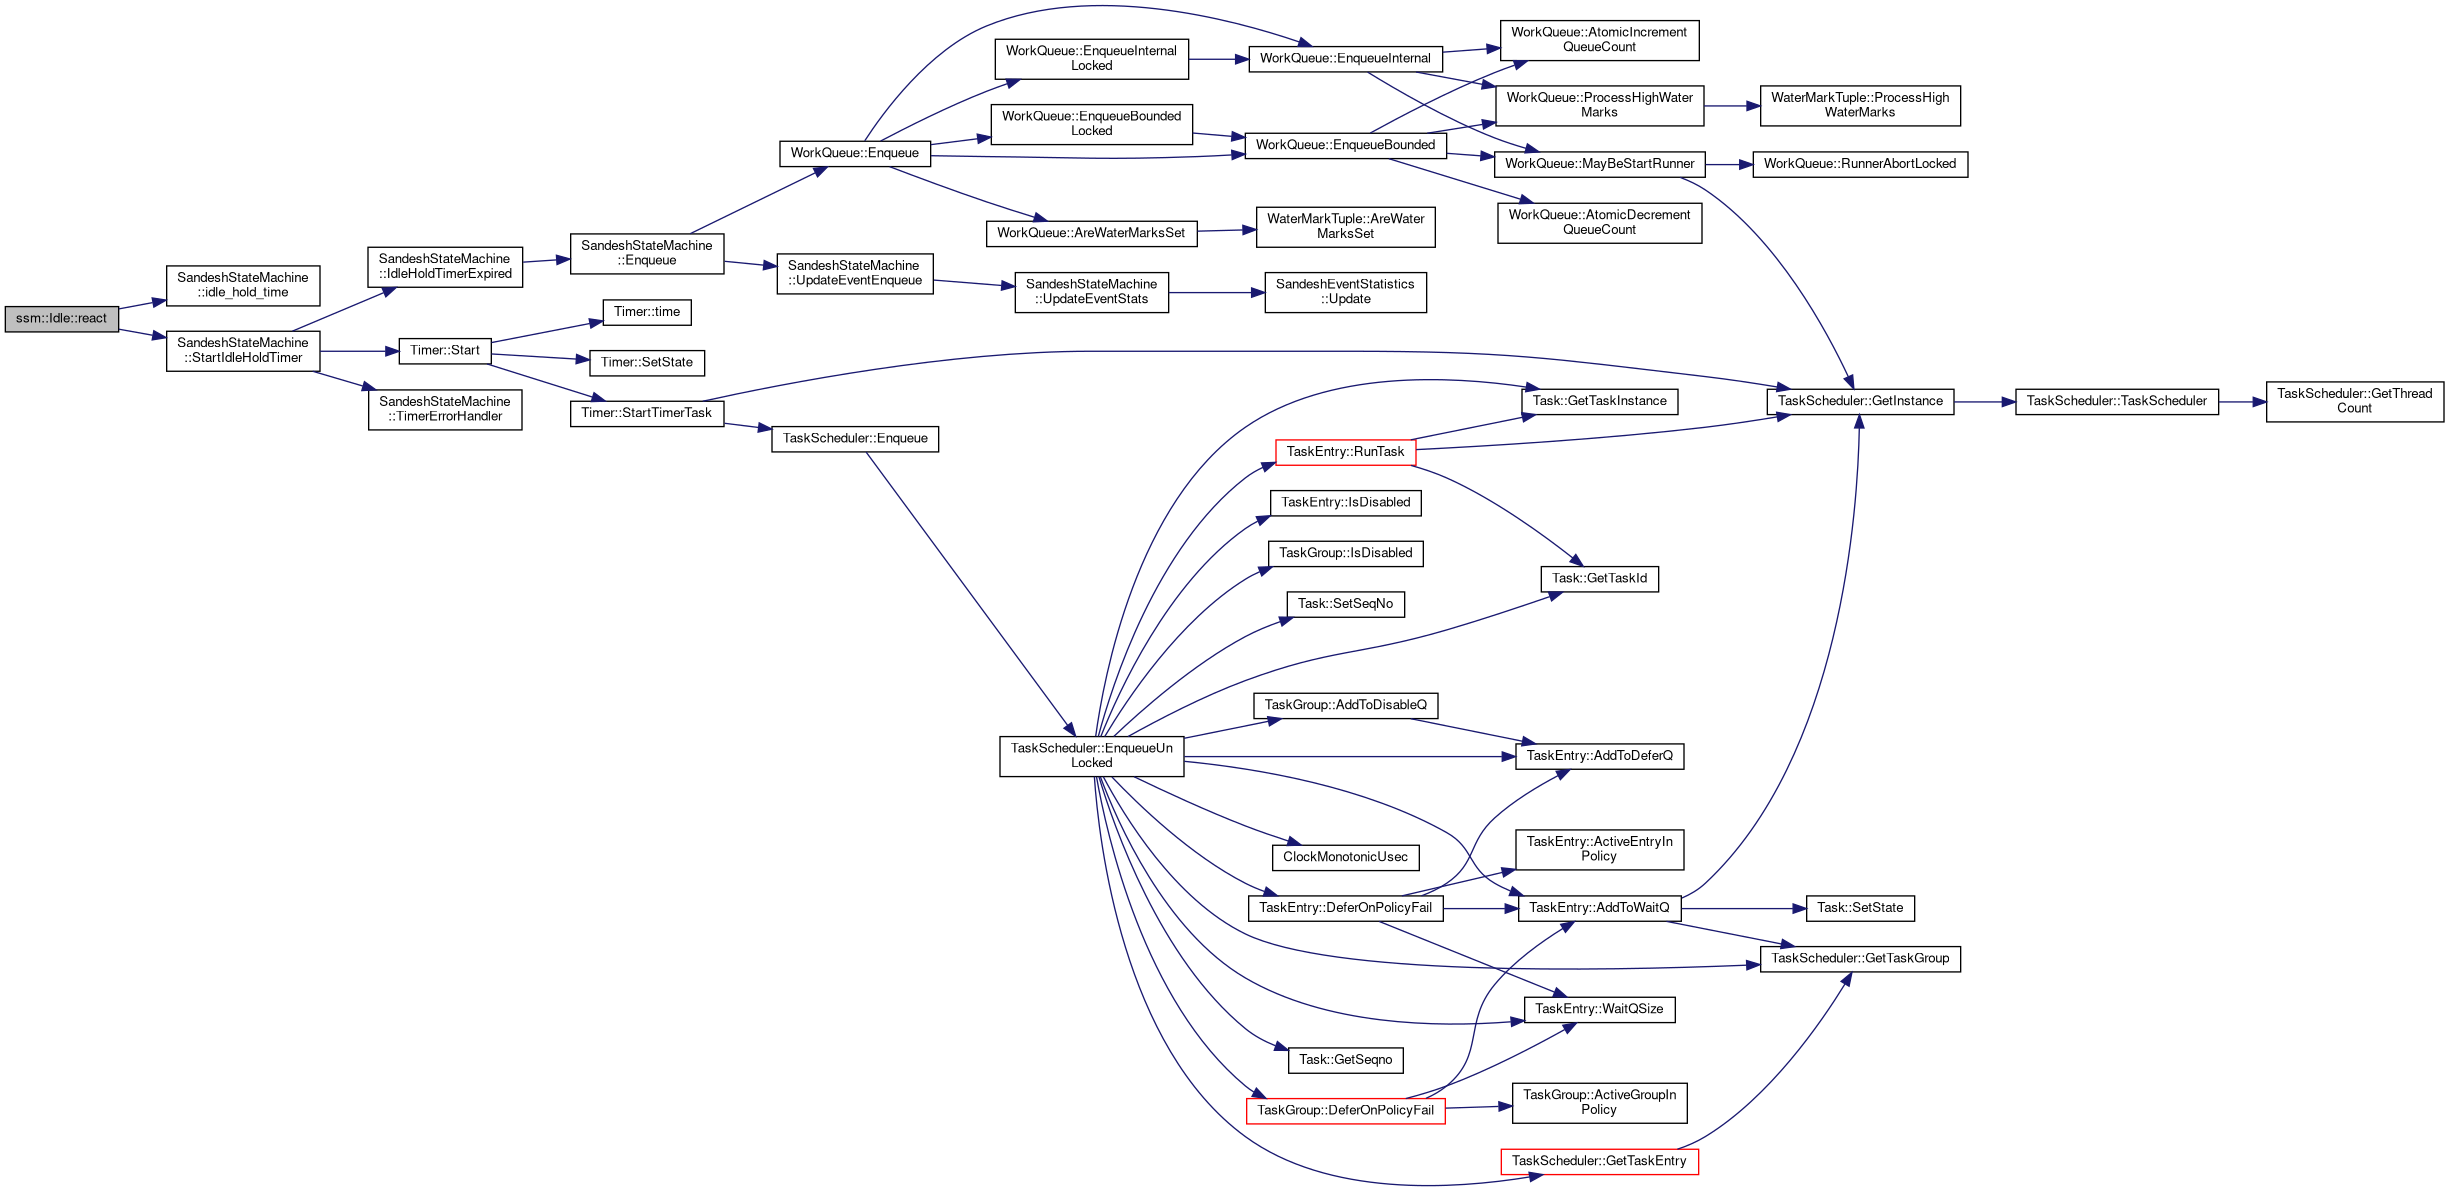 ssm::Idle::react
SandeshStateMachine
::idle_hold_time
SandeshStateMachine
::StartIdleHoldTimer
SandeshStateMachine
::IdleHoldTimerExpired
Timer::Start
SandeshStateMachine
::TimerErrorHandler
SandeshStateMachine
::Enqueue
Timer::time
Timer::SetState
Timer::StartTimerTask
WorkQueue::Enqueue
SandeshStateMachine
::UpdateEventEnqueue
TaskScheduler::Enqueue
WorkQueue::EnqueueInternal
Locked
WorkQueue::EnqueueBounded
Locked
WorkQueue::AreWaterMarksSet
SandeshStateMachine
::UpdateEventStats
TaskScheduler::EnqueueUn
Locked
WorkQueue::EnqueueInternal
WorkQueue::EnqueueBounded
WaterMarkTuple::AreWater
MarksSet
SandeshEventStatistics
::Update
TaskEntry::RunTask
TaskEntry::IsDisabled
TaskGroup::IsDisabled
Task::SetSeqNo
TaskGroup::AddToDisableQ
ClockMonotonicUsec
TaskEntry::DeferOnPolicyFail
Task::GetSeqno
TaskGroup::DeferOnPolicyFail
WorkQueue::AtomicIncrement
QueueCount
WorkQueue::ProcessHighWater
Marks
WorkQueue::MayBeStartRunner
WorkQueue::AtomicDecrement
QueueCount
Task::GetTaskInstance
Task::GetTaskId
TaskEntry::AddToDeferQ
TaskEntry::ActiveEntryIn
Policy
TaskEntry::AddToWaitQ
TaskEntry::WaitQSize
TaskGroup::ActiveGroupIn
Policy
TaskScheduler::GetTaskEntry
WaterMarkTuple::ProcessHigh
WaterMarks
WorkQueue::RunnerAbortLocked
TaskScheduler::GetInstance
Task::SetState
TaskScheduler::GetTaskGroup
TaskScheduler::TaskScheduler
TaskScheduler::GetThread
Count